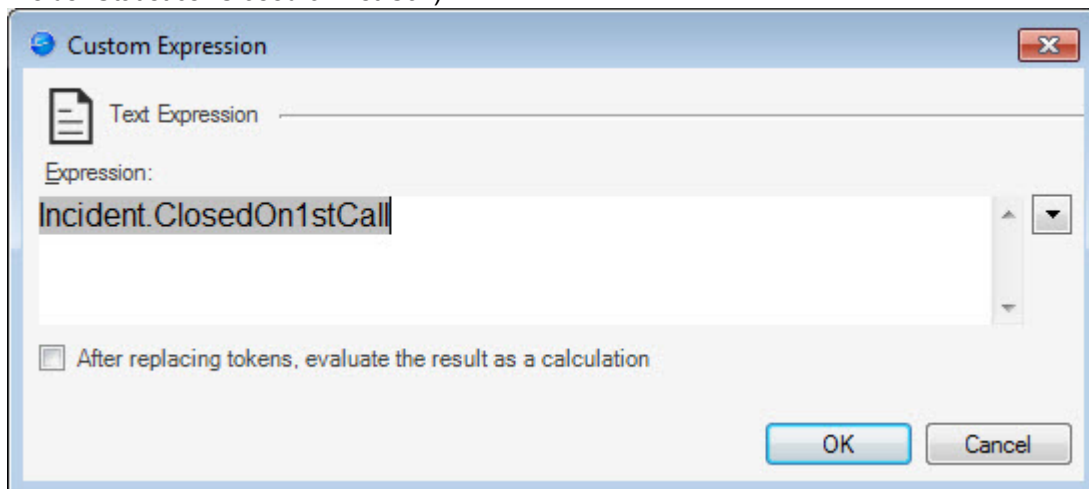 Custom Expression
Text Expression
Expression:
Incident.ClosedOn1stCall
After replacing tokens, evaluate the result as a calculation
OK Cancel